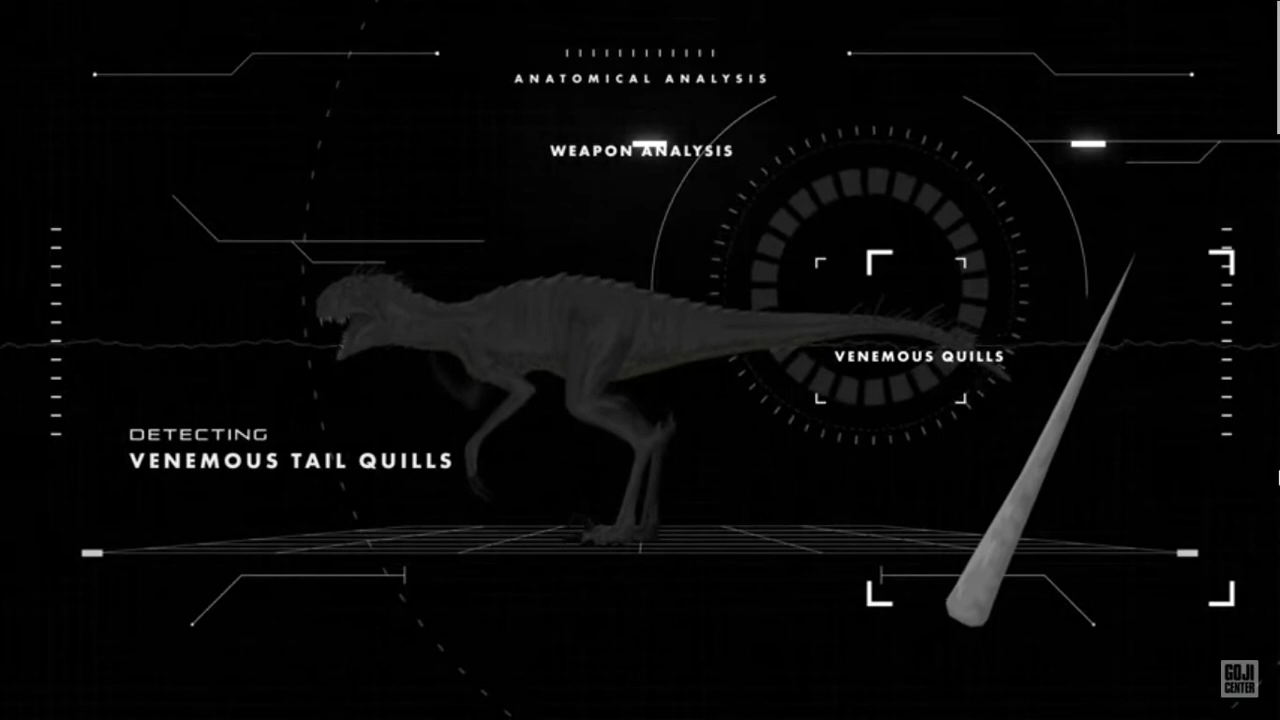 ANATOMICAL ANALYSIS
WEAPON ANALYSIS
VENEMOUS QUILLS
DETECTING
VENEMOUS TAIL QUILLS
GOJI
CENTER